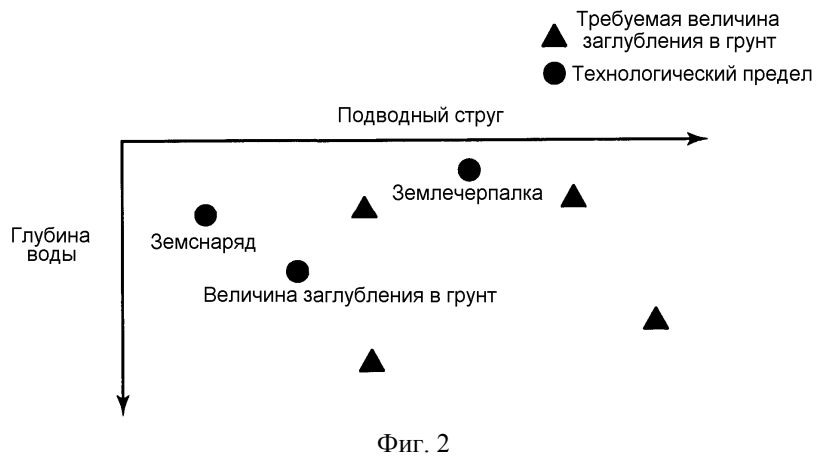 Требуемая величина
заглубления в грунт
Технологический предел
Подводный струг
Землечерпалка
Глубина
воды
Земснаряд
Величина заглубления в грунт
Фиг. 2